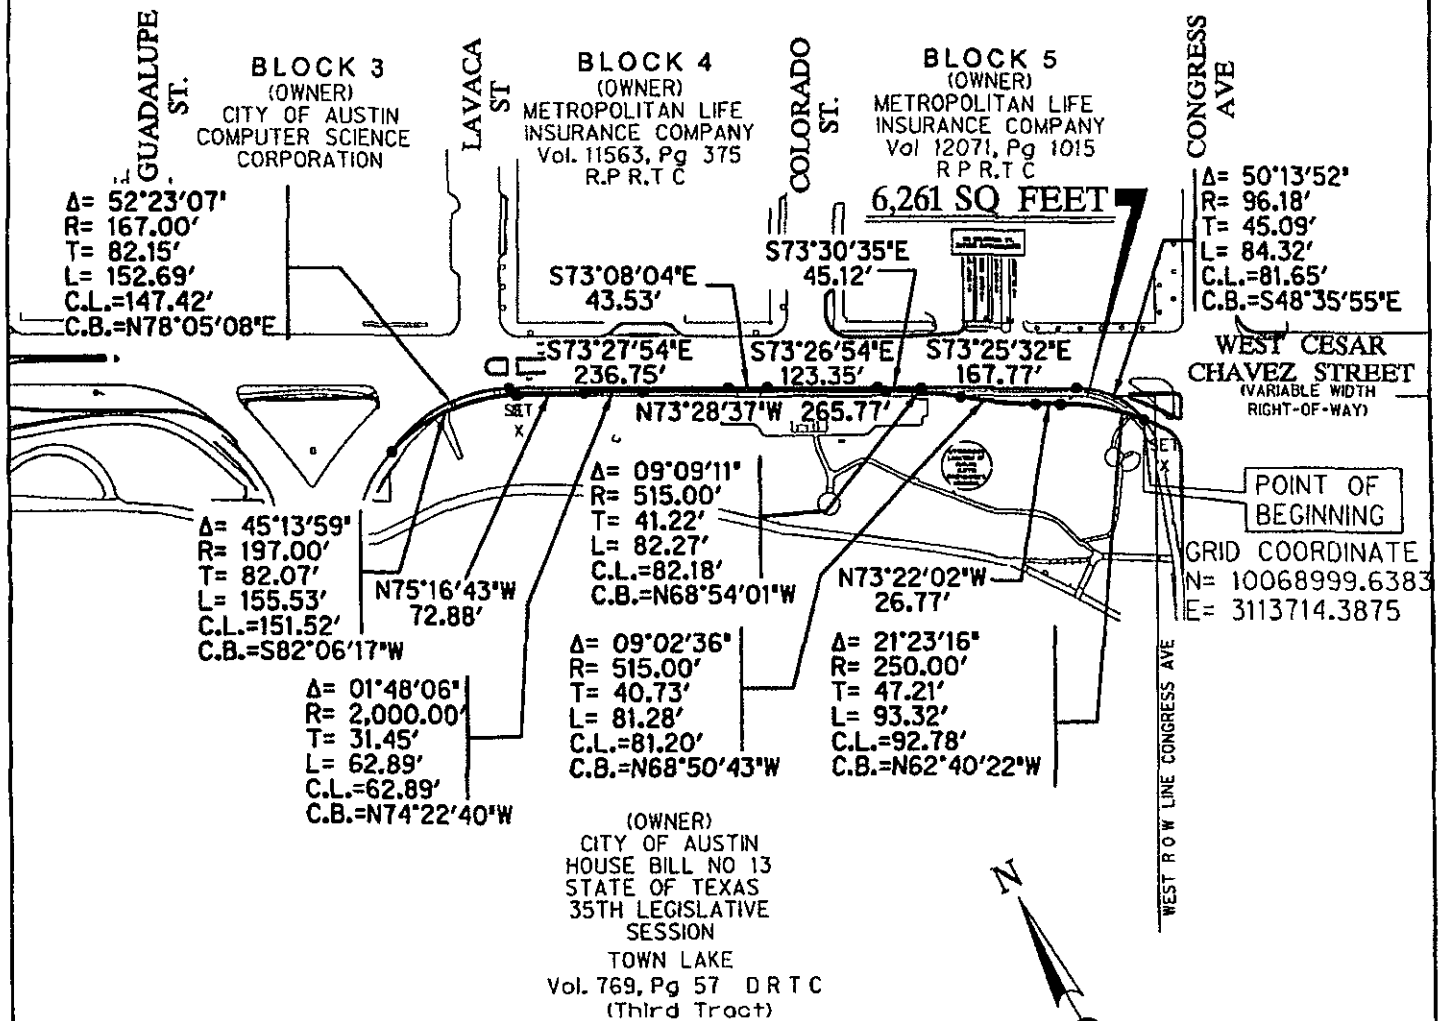 GUADALUPE
ST.
BLOCK 3
(OWNER)
CITY OF AUSTIN
COMPUTER SCIENCE
CORPORATION
LAVACA
ST
BLOCK 4
(OWNER)
METROPOLITAN LIFE
INSURANCE COMPANY
Vol. 11563, Pg 375
R.P R.T C
COLORADO
ST.
BLOCK 5
(OWNER)
METROPOLITAN LIFE
INSURANCE COMPANY
Vol 12071, Pg 1015
R P R.T C
CONGRESS
AVE
6,261 SQ FEET
Δ= 52°23'07"
R= 167.00'
T= 82.15'
L= 152.69'
C.L.=147.42'
C.B.=N78°05'08"E
Δ= 50°13'52"
R= 96.18'
T= 45.09'
L= 84.32'
C.L.=81.65'
C.B.=S48°35'55"E
S73°08'04"E
43.53'
S73°30'35"E
45.12'
S73°27'54"E
236.75'
S73°26'54"E
123.35'
S73°25'32"E
167.77'
WEST CESAR
CHAVEZ STREET
(VARIABLE WIDTH
RIGHT-OF-WAY)
SET
X
N73°28'37"W 265.77'
SET
X
POINT OF
BEGINNING
GRID COORDINATE
N= 10068999.6383
E= 3113714.3875
Δ= 45°13'59"
R= 197.00'
T= 82.07'
L= 155.53'
C.L.=151.52'
C.B.=S82°06'17"W
N75°16'43"W
72.88'
Δ= 09°09'11"
R= 515.00'
T= 41.22'
L= 82.27'
C.L.=82.18'
C.B.=N68°54'01"W
N73°22'02"W
26.77'
Δ= 01°48'06"
R= 2,000.00'
T= 31.45'
L= 62.89'
C.L.=62.89'
C.B.=N74°22'40"W
Δ= 09°02'36"
R= 515.00'
T= 40.73'
L= 81.28'
C.L.=81.20'
C.B.=N68°50'43"W
Δ= 21°23'16"
R= 250.00'
T= 47.21'
L= 93.32'
C.L.=92.78'
C.B.=N62°40'22"W
WEST R O W LINE CONGRESS AVE
(OWNER)
CITY OF AUSTIN
HOUSE BILL NO 13
STATE OF TEXAS
35TH LEGISLATIVE
SESSION
TOWN LAKE
Vol. 769, Pg 57 D R T C
(Third Tract)
N